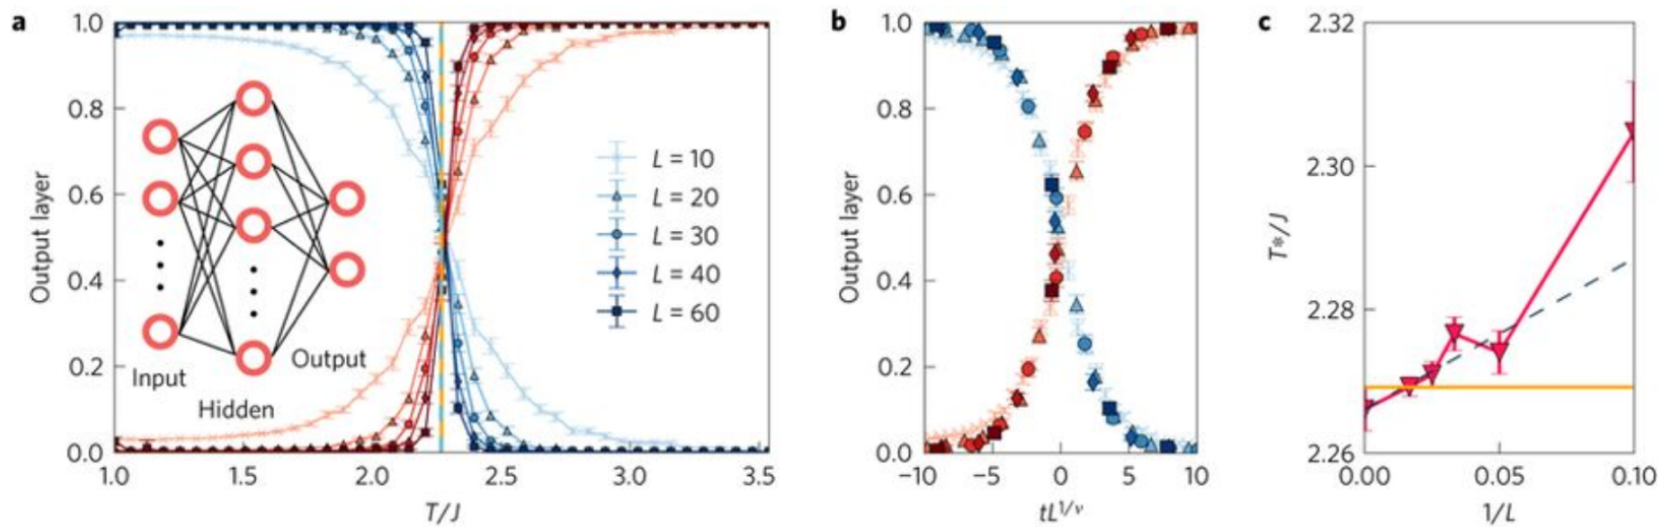 a
1.0
0.8
0.6
0.4
0.2
0.0
Output layer
1.0 1.5 2.0 2.5 3.0 3.5
T/J
Input
Hidden
Output
L = 10
L = 20
L = 30
L = 40
L = 60
b
1.0
0.8
0.6
0.4
0.2
0.0
Output layer
−10 −5 0 5 10
tL^{1/ν}
c
2.32
2.30
2.28
2.26
T*/J
0.00 0.05 0.10
1/L